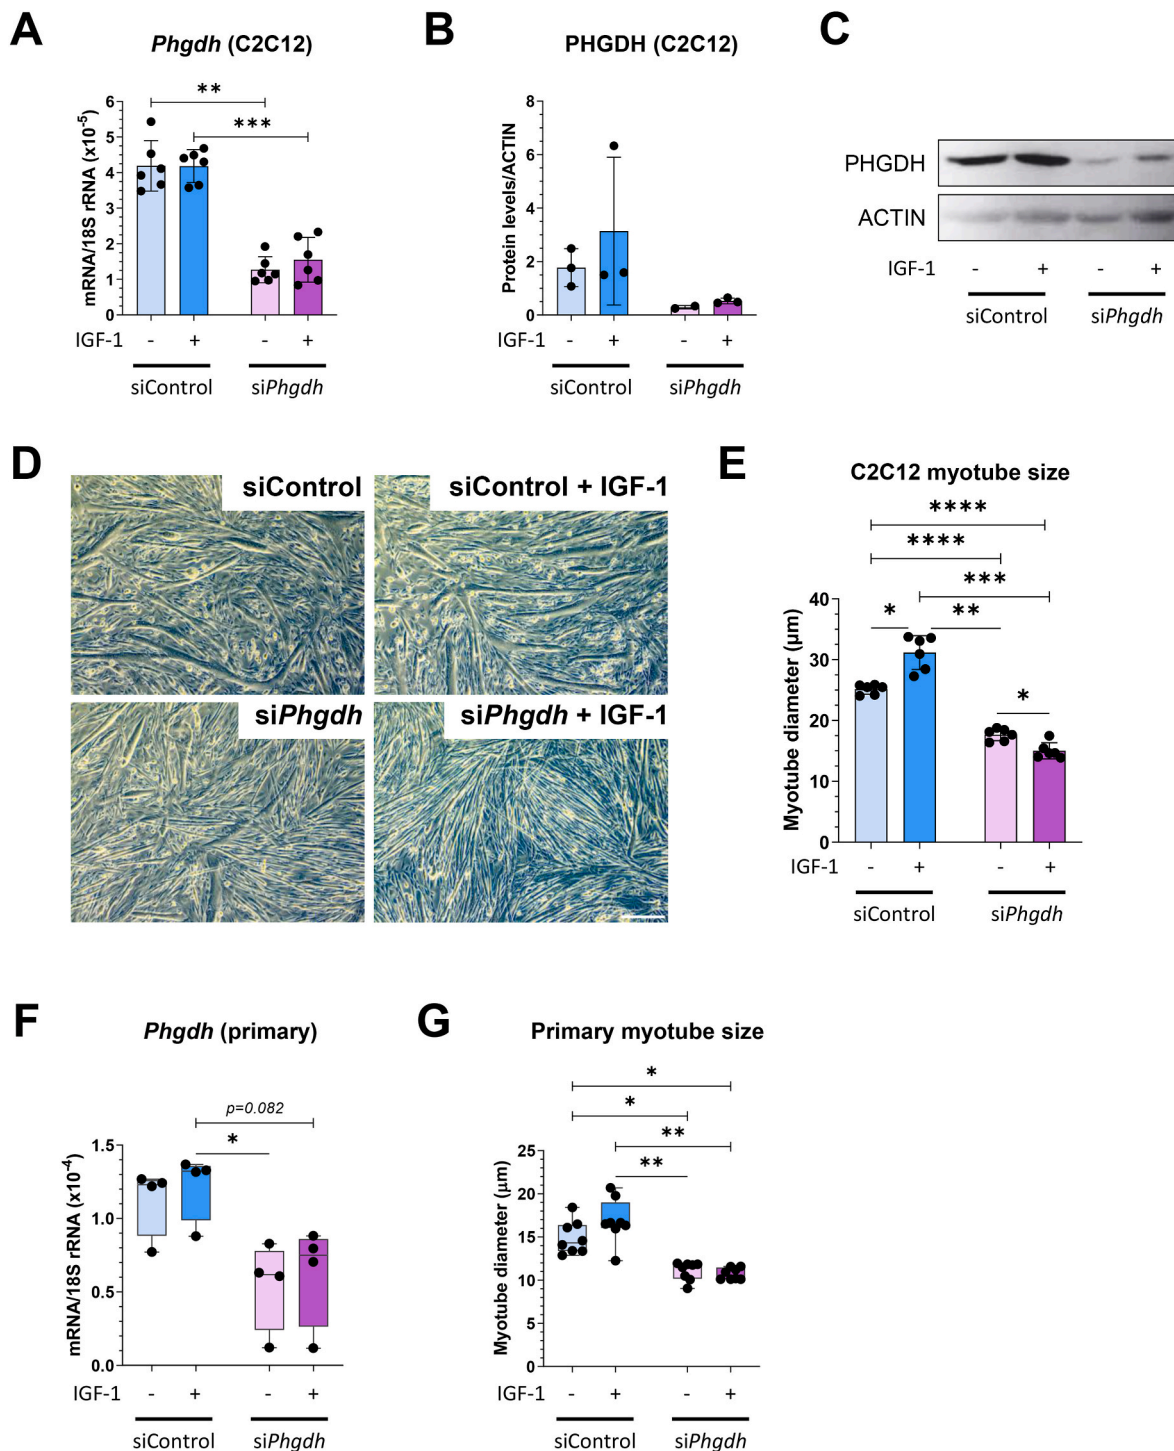 A
Phgdh (C2C12)
mRNA/18S rRNA (x10-5)
6
5
4
3
2
1
0
**
***
IGF-1 - + - +
siControl siPhgdh
B
PHGDH (C2C12)
Protein levels/ACTIN
8
6
4
2
0
IGF-1 - + - +
siControl siPhgdh
C
PHGDH
ACTIN
IGF-1 - + - +
siControl siPhgdh
D
siControl
siControl + IGF-1
siPhgdh
siPhgdh + IGF-1
E
C2C12 myotube size
****
****
***
* **
*
Myotube diameter (µm)
40
30
20
10
0
IGF-1 - + - +
siControl siPhgdh
F
Phgdh (primary)
p=0.082
*
mRNA/18S rRNA (x10-4)
1.5
1.0
0.5
0.0
IGF-1 - + - +
siControl siPhgdh
G
Primary myotube size
*
*
**
**
Myotube diameter (µm)
25
20
15
10
5
0
IGF-1 - + - +
siControl siPhgdh